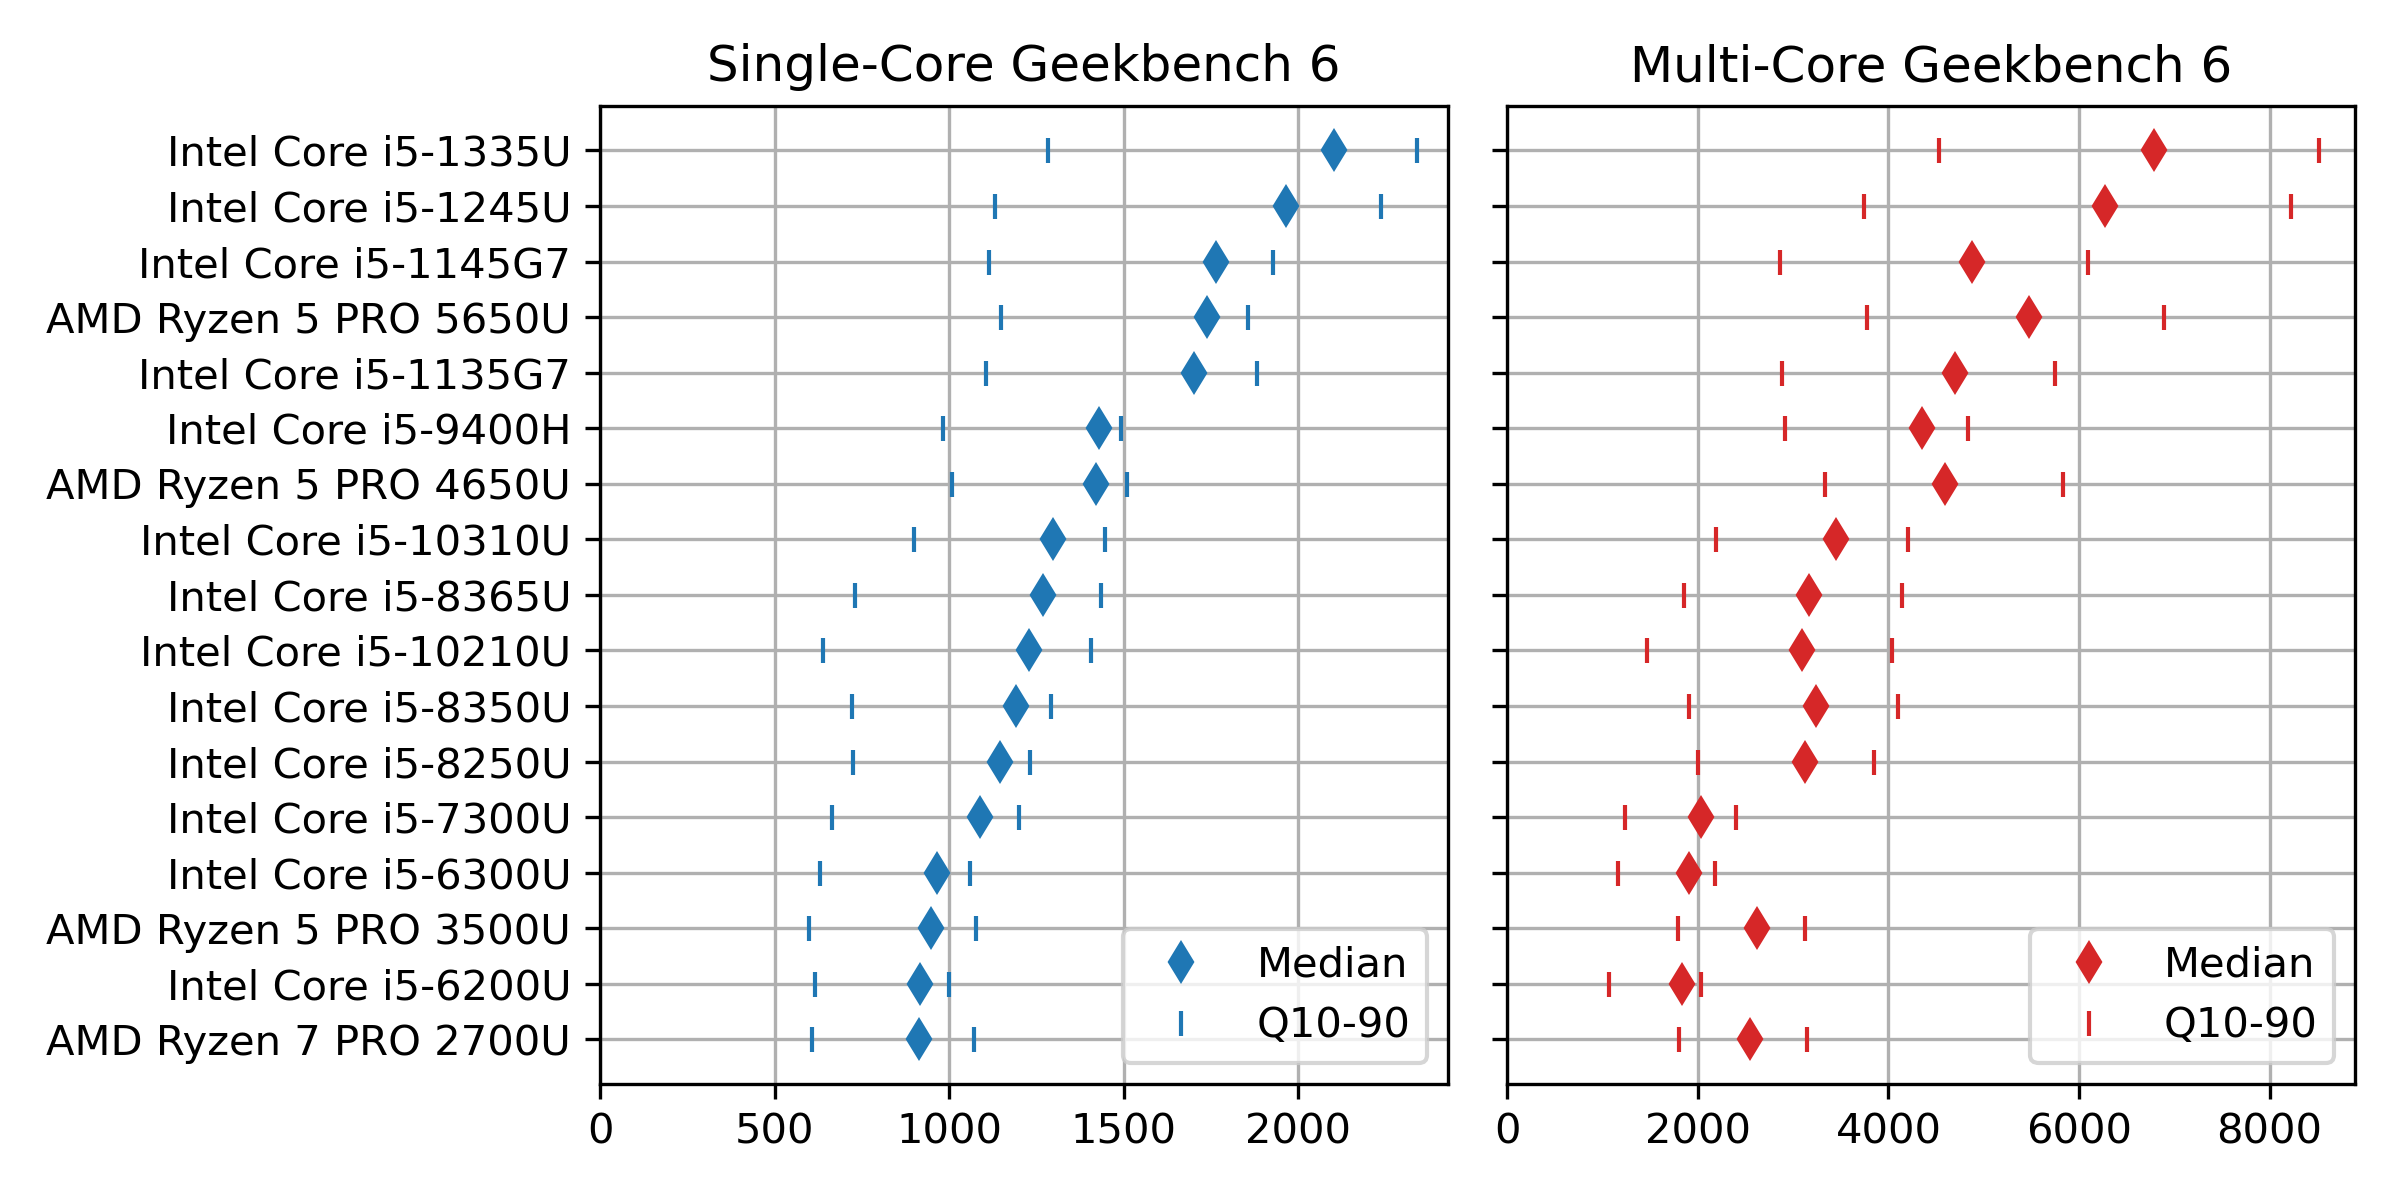 Single-Core Geekbench 6
Multi-Core Geekbench 6
Intel Core i5-1335U
Intel Core i5-1245U
Intel Core i5-1145G7
AMD Ryzen 5 PRO 5650U
Intel Core i5-1135G7
Intel Core i5-9400H
AMD Ryzen 5 PRO 4650U
Intel Core i5-10310U
Intel Core i5-8365U
Intel Core i5-10210U
Intel Core i5-8350U
Intel Core i5-8250U
Intel Core i5-7300U
Intel Core i5-6300U
AMD Ryzen 5 PRO 3500U
Intel Core i5-6200U
AMD Ryzen 7 PRO 2700U
Median
Q10-90
Median
Q10-90
0 500 1000 1500 2000
0 2000 4000 6000 8000